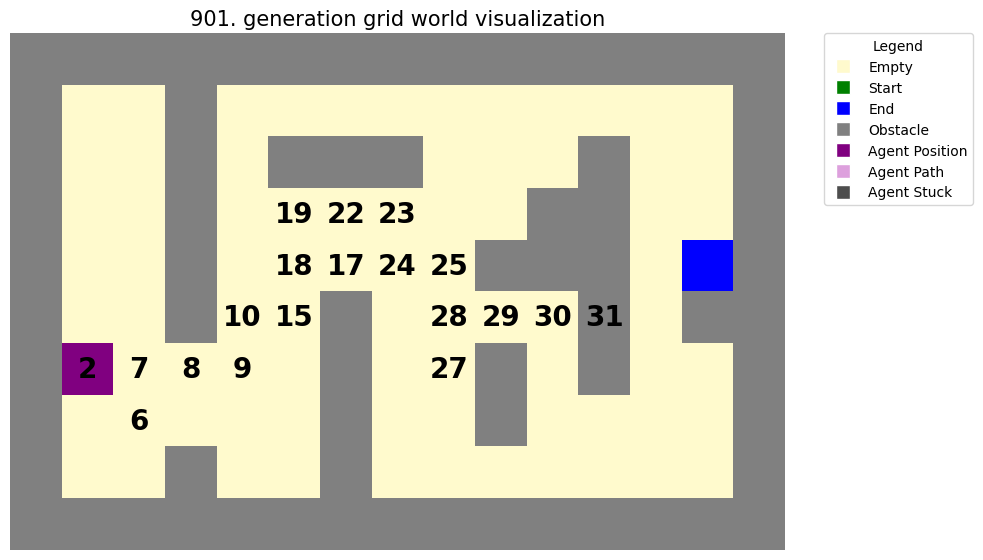 901. generation grid world visualization
Legend
Empty
Start
End
Obstacle
Agent Position
Agent Path
Agent Stuck
19 22 23
18 17 24 25
10 15 28 29 30 31
2 7 8 9 27
6